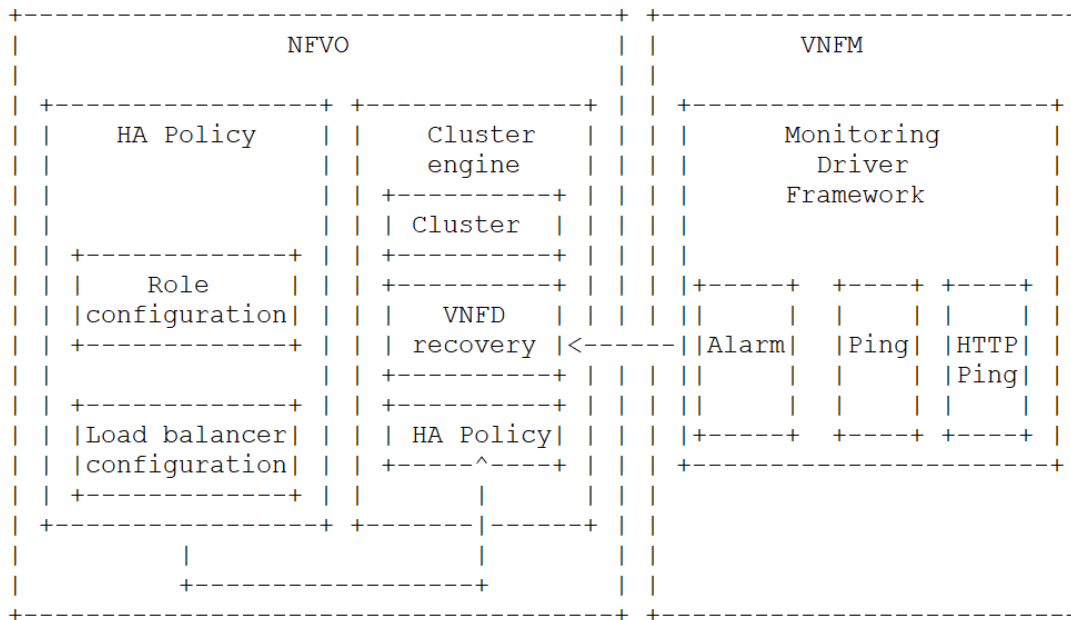 NFVO
VNFM
HA Policy
Cluster
engine
Monitoring
Driver
Framework
Cluster
Role
configuration
VNFD
recovery
Alarm
Ping
HTTP
Ping
Load balancer
configuration
HA Policy